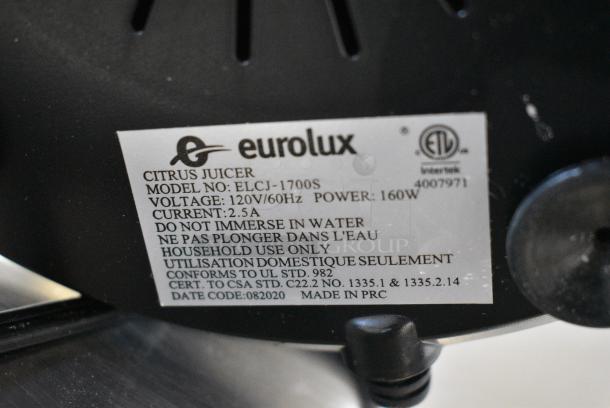 eurolux ®
CITRUS JUICER
MODEL NO: ELCJ-1700S
VOLTAGE: 120V/60Hz POWER: 160W
CURRENT:2.5A
DO NOT IMMERSE IN WATER
NE PAS PLONGER DANS L'EAU
HOUSEHOLD USE ONLY
UTILISATION DOMESTIQUE SEULEMENT
CONFORMS TO UL STD. 982
CERT. TO CSA STD. C22.2 NO. 1335.1 & 1335.2.14
DATE CODE:082020 MADE IN PRC
ETL
Intertek
4007971
GROUP